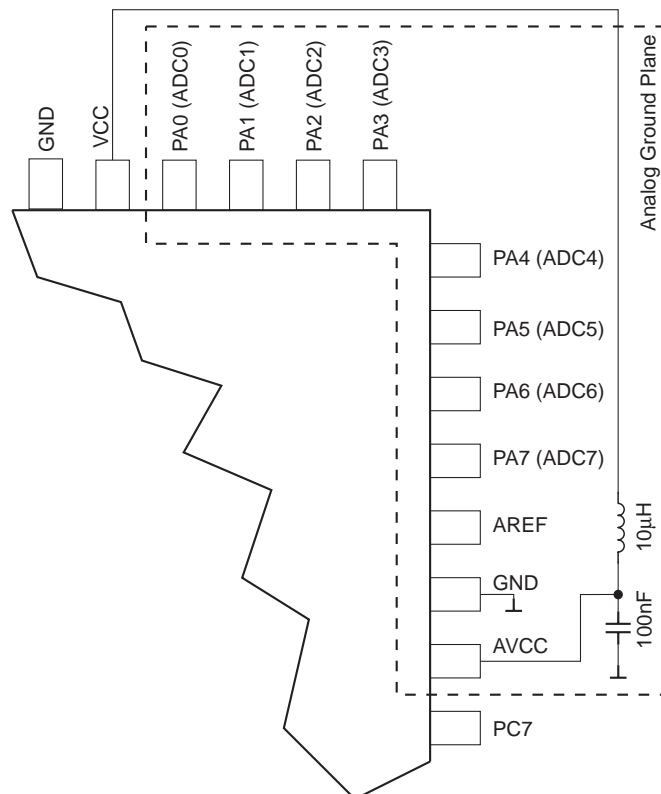 GND
VCC
PA0 (ADC0)
PA1 (ADC1)
PA2 (ADC2)
PA3 (ADC3)
Analog Ground Plane
PA4 (ADC4)
PA5 (ADC5)
PA6 (ADC6)
PA7 (ADC7)
AREF
10μH
GND
AVCC
100nF
PC7